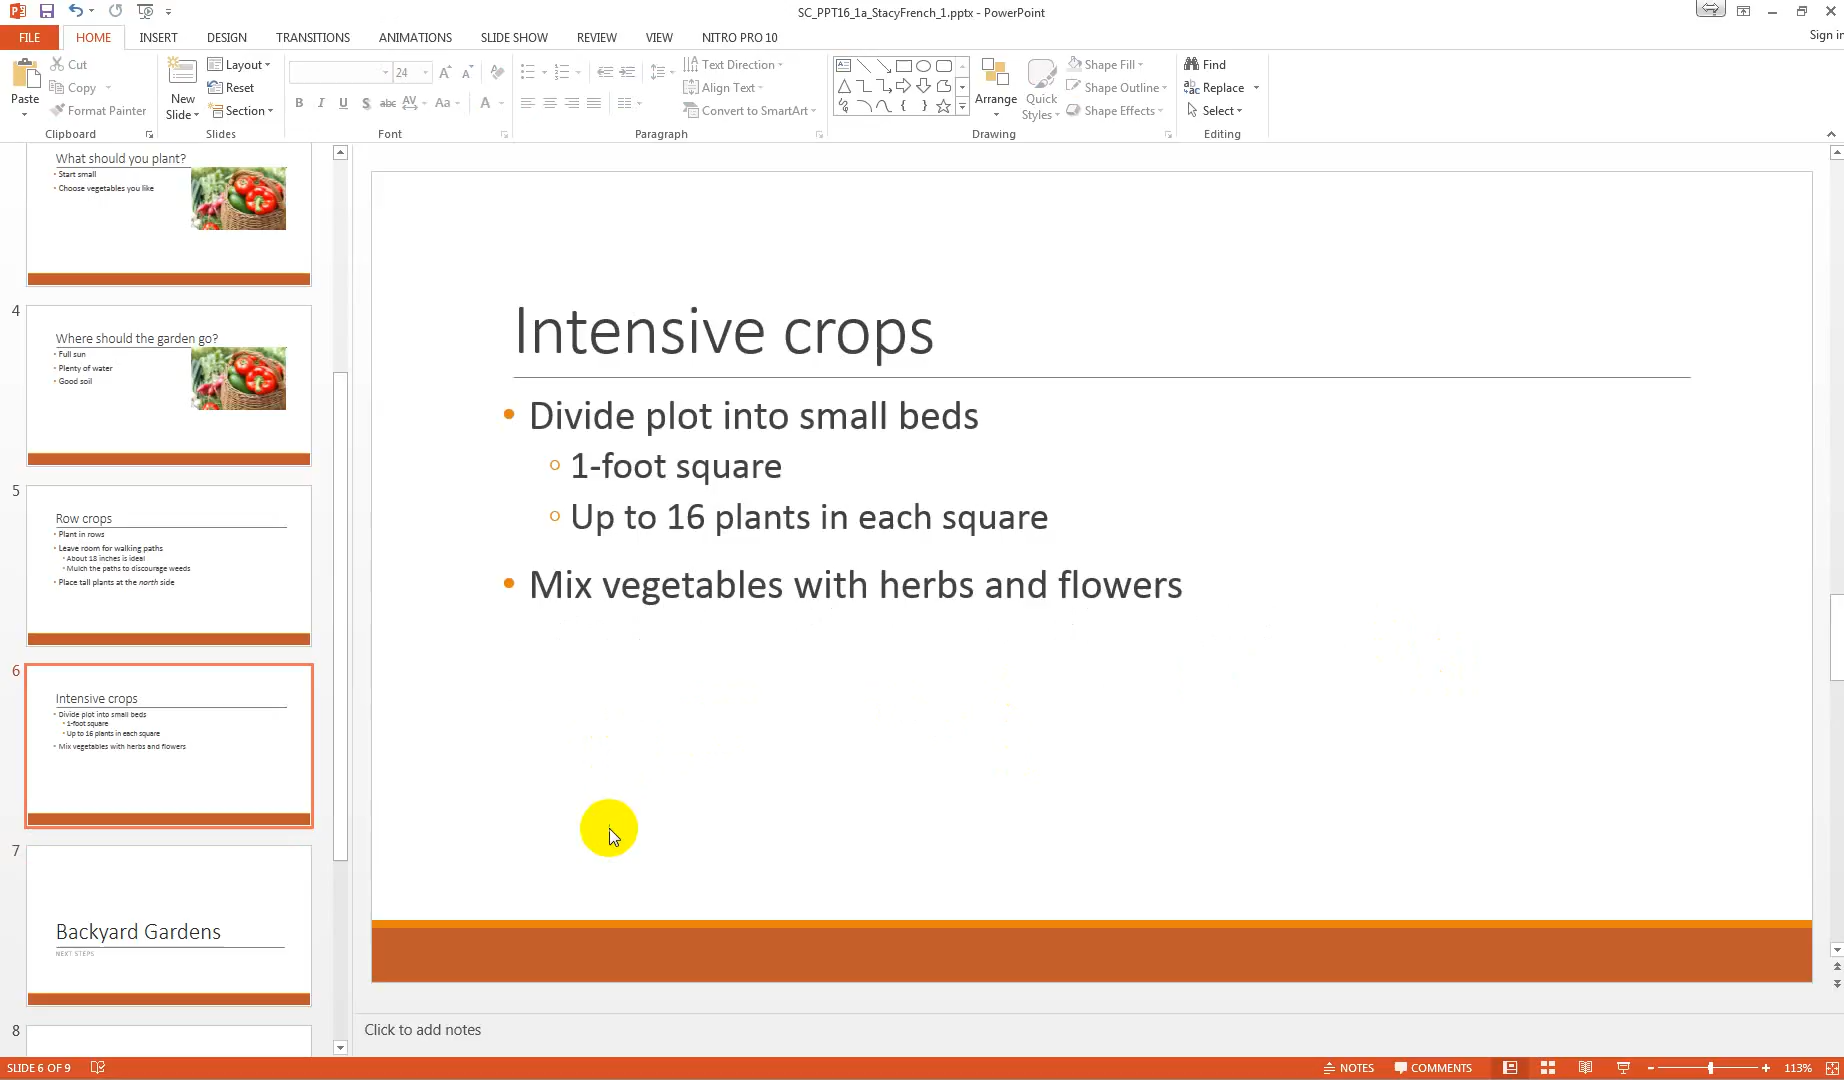 SC_PPT16_1a_StacyFrench_1.pptx - PowerPoint
Sign in
FILE HOME INSERT DESIGN TRANSITIONS ANIMATIONS SLIDE SHOW REVIEW VIEW NITRO PRO 10
Paste
Cut
Copy
Format Painter
Clipboard
New Slide
Layout
Reset
Section
Slides
24
B I U S abc AV Aa A
Font
Text Direction
Align Text
Convert to SmartArt
Paragraph
Arrange
Quick Styles
Shape Fill
Shape Outline
Shape Effects
Drawing
Find
Replace
Select
Editing
What should you plant?
• Start small
• Choose vegetables you like
4
Where should the garden go?
• Full sun
• Plenty of water
• Good soil
5
Row crops
• Plant in rows
• Leave room for walking paths
• About 18 inches is ideal
• Mulch the paths to discourage weeds
• Place tall plants at the north side
6
Intensive crops
• Divide plot into small beds
• 1-foot square
• Up to 16 plants in each square
• Mix vegetables with herbs and flowers
7
Backyard Gardens
NEXT STEPS
8
Intensive crops
• Divide plot into small beds
○ 1-foot square
○ Up to 16 plants in each square
• Mix vegetables with herbs and flowers
Click to add notes
SLIDE 6 OF 9
NOTES
COMMENTS
113%